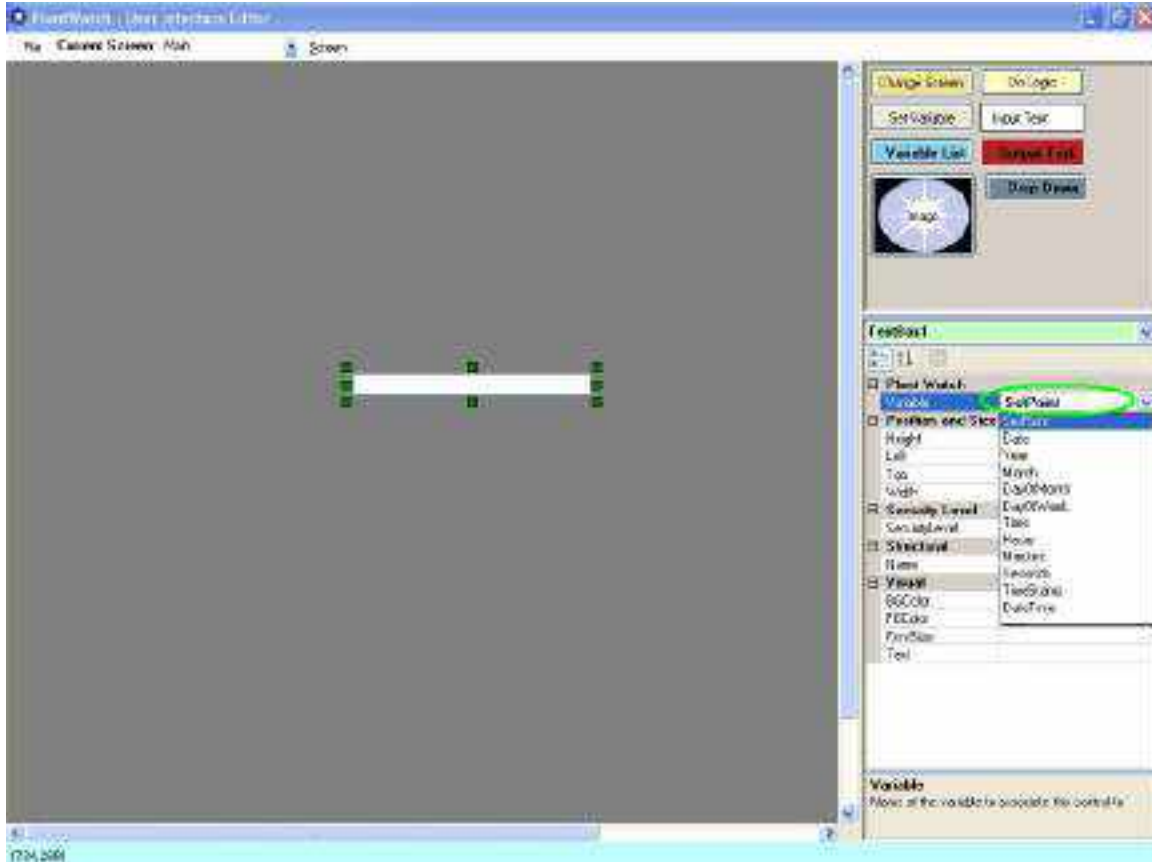 PlantWatch : User Interface Editor
File Current Screen: Main Screen
Change Screen Do Logic
Set Variable Input Text
Variable List Output Text
Image Drop Down
TextBox1
Plant Watch
Variable SetPoint
Position and Size SetPoint
Height Date
Left Year
Top Month
Width DayOfMonth
Security Level DayOfWeek
SecurityLevel Time
Structural Hour
Name Minutes
Visual Seconds
BGColor TimeString
FGColor DateTime
FontSize
Text
Variable
Name of the variable to associate this control to